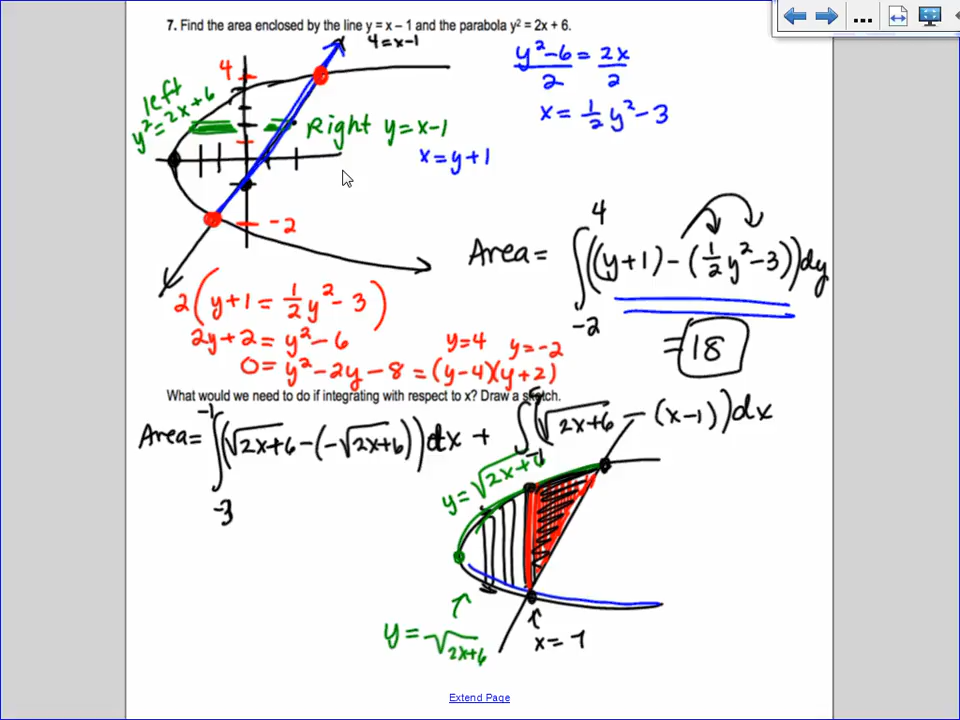 7. Find the area enclosed by the line y = x – 1 and the parabola y² = 2x + 6.
4 = x-1
4
left
y² = 2x+6
Right y = x-1
x = y+1
-2
y²-6 = 2x
2 2
x = ½y² - 3
Area = ∫₋₂⁴ ((y+1) - (½y² - 3))dy
= 18
2(y+1 = ½y² - 3)
2y+2 = y² - 6
y=4 y=-2
0 = y² - 2y - 8 = (y-4)(y+2)
What would we need to do if integrating with respect to x? Draw a sketch.
Area = ∫₋₃⁻¹ (√2x+6 - (-√2x+6))dx + ∫₋₁⁵ (√2x+6 - (x-1))dx
y = √2x+6
y = -√2x+6
x = -1
Extend Page